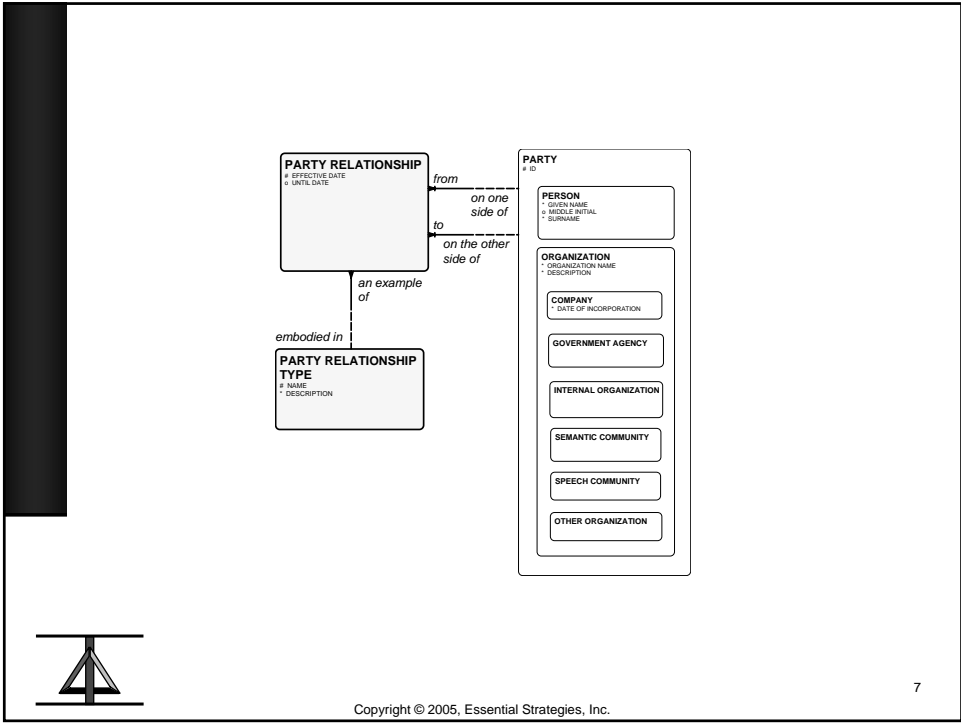 PARTY RELATIONSHIP
# EFFECTIVE DATE
o UNTIL DATE
from
on one
side of
to
on the other
side of
an example
of
embodied in
PARTY RELATIONSHIP
TYPE
# NAME
* DESCRIPTION
PARTY
# ID
PERSON
* GIVEN NAME
o MIDDLE INITIAL
* SURNAME
ORGANIZATION
* ORGANIZATION NAME
* DESCRIPTION
COMPANY
* DATE OF INCORPORATION
GOVERNMENT AGENCY
INTERNAL ORGANIZATION
SEMANTIC COMMUNITY
SPEECH COMMUNITY
OTHER ORGANIZATION
7
Copyright © 2005, Essential Strategies, Inc.